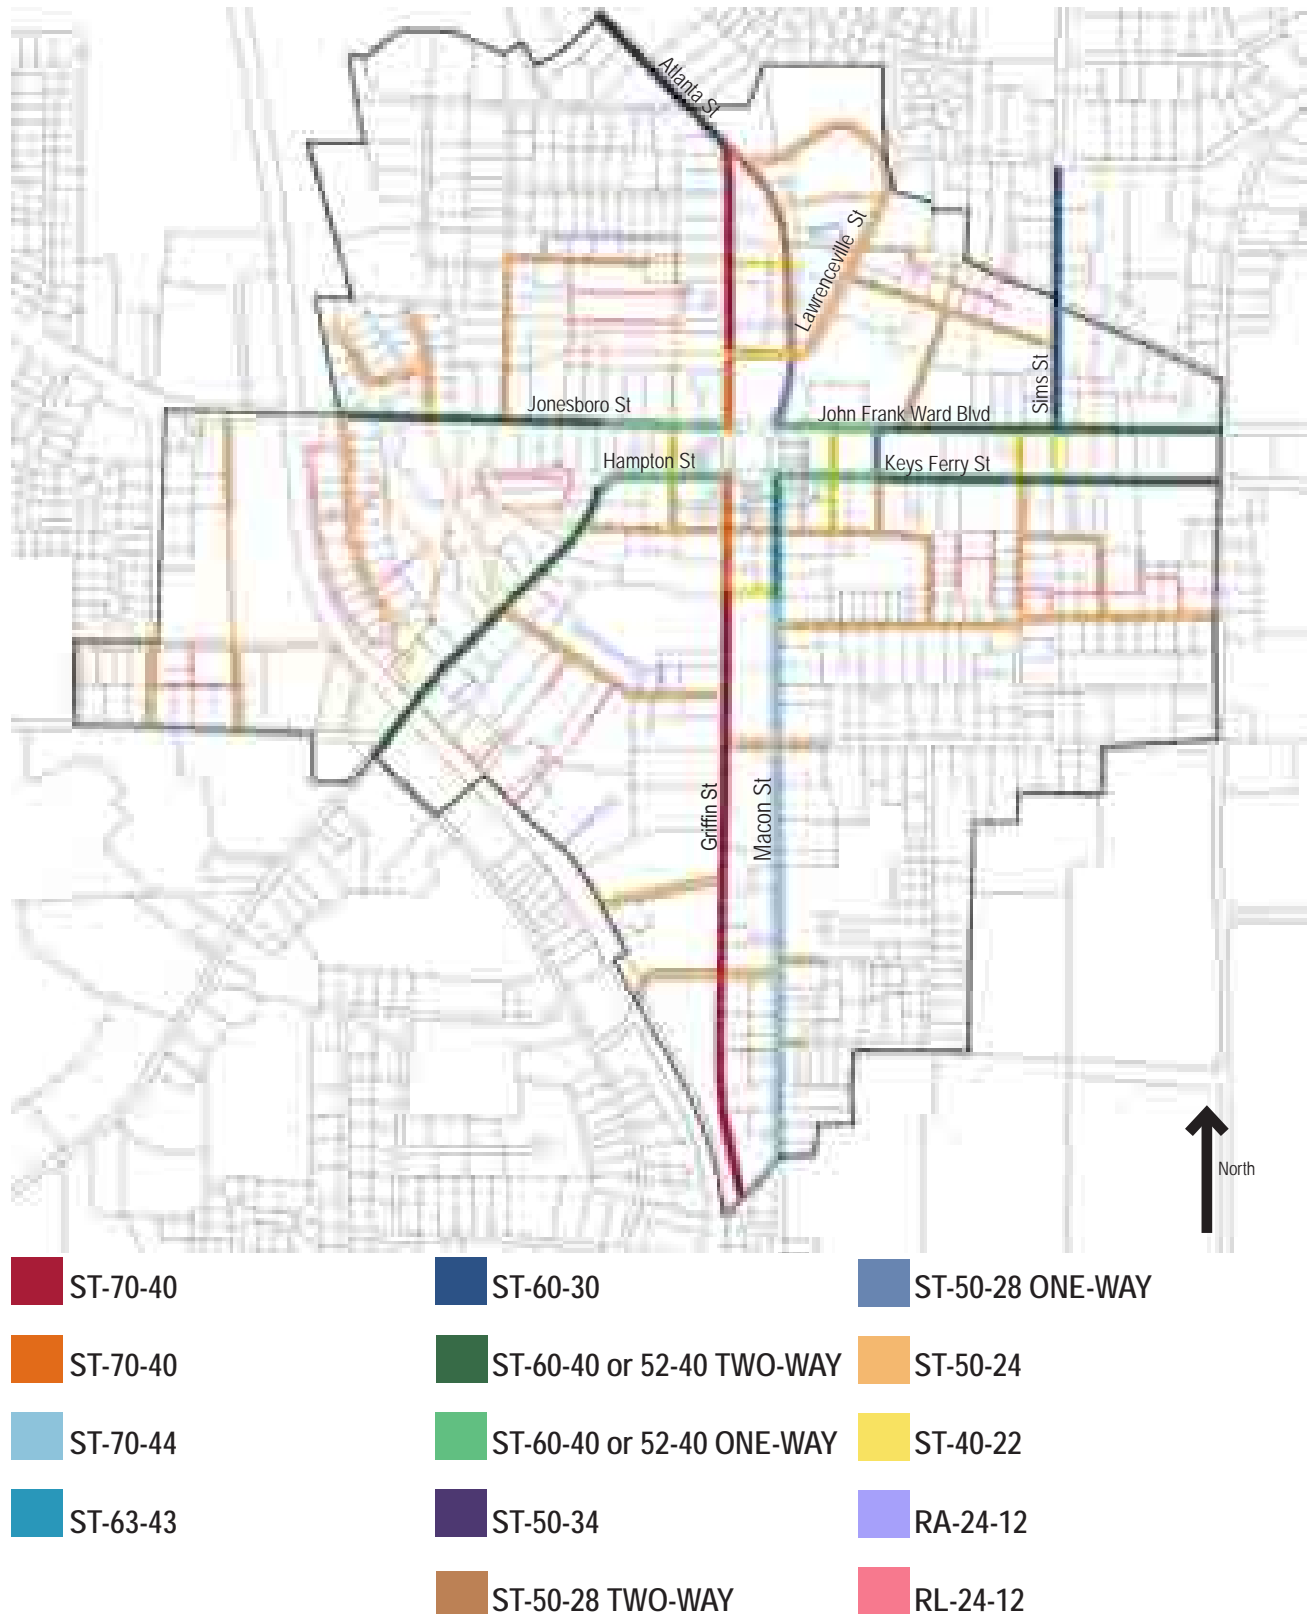 Atlanta St
Lawrenceville St
Sims St
Jonesboro St
John Frank Ward Blvd
Hampton St
Keys Ferry St
Griffin St
Macon St
North
ST-70-40
ST-60-30
ST-50-28 ONE-WAY
ST-70-40
ST-60-40 or 52-40 TWO-WAY
ST-50-24
ST-70-44
ST-60-40 or 52-40 ONE-WAY
ST-40-22
ST-63-43
ST-50-34
RA-24-12
ST-50-28 TWO-WAY
RL-24-12